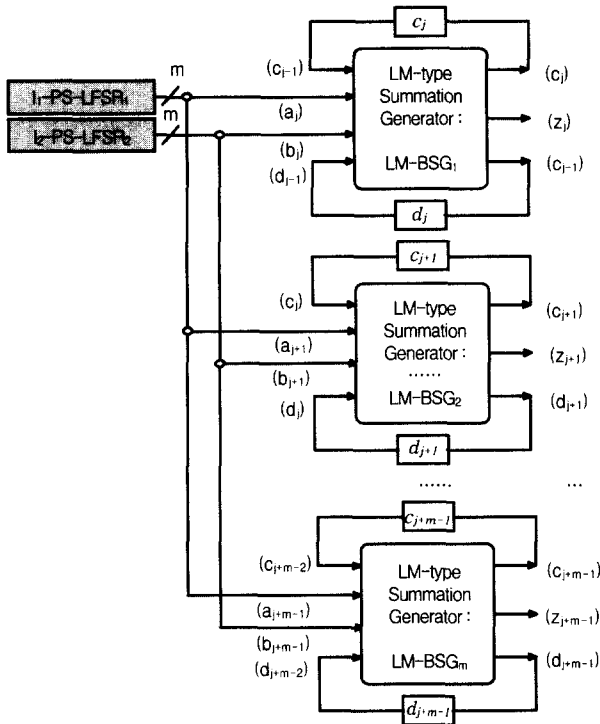 c_j
m
(c_{j-1})
LM-type
Summation
Generator :
LM-BSG_1
(c_j)
l_1-PS-LFSR_1
m
(a_j)
(z_j)
l_2-PS-LFSR_2
(b_j)
(d_{j-1})
(c_{j-1})
d_j
c_{j+1}
(c_j)
LM-type
Summation
Generator :
......
LM-BSG_2
(c_{j+1})
(a_{j+1})
(z_{j+1})
(b_{j+1})
(d_j)
(d_{j+1})
d_{j+1}
......
...
c_{j+m-1}
(c_{j+m-2})
LM-type
Summation
Generator :
LM-BSG_m
(c_{j+m-1})
(a_{j+m-1})
(z_{j+m-1})
(b_{j+m-1})
(d_{j+m-2})
(d_{j+m-1})
d_{j+m-1}